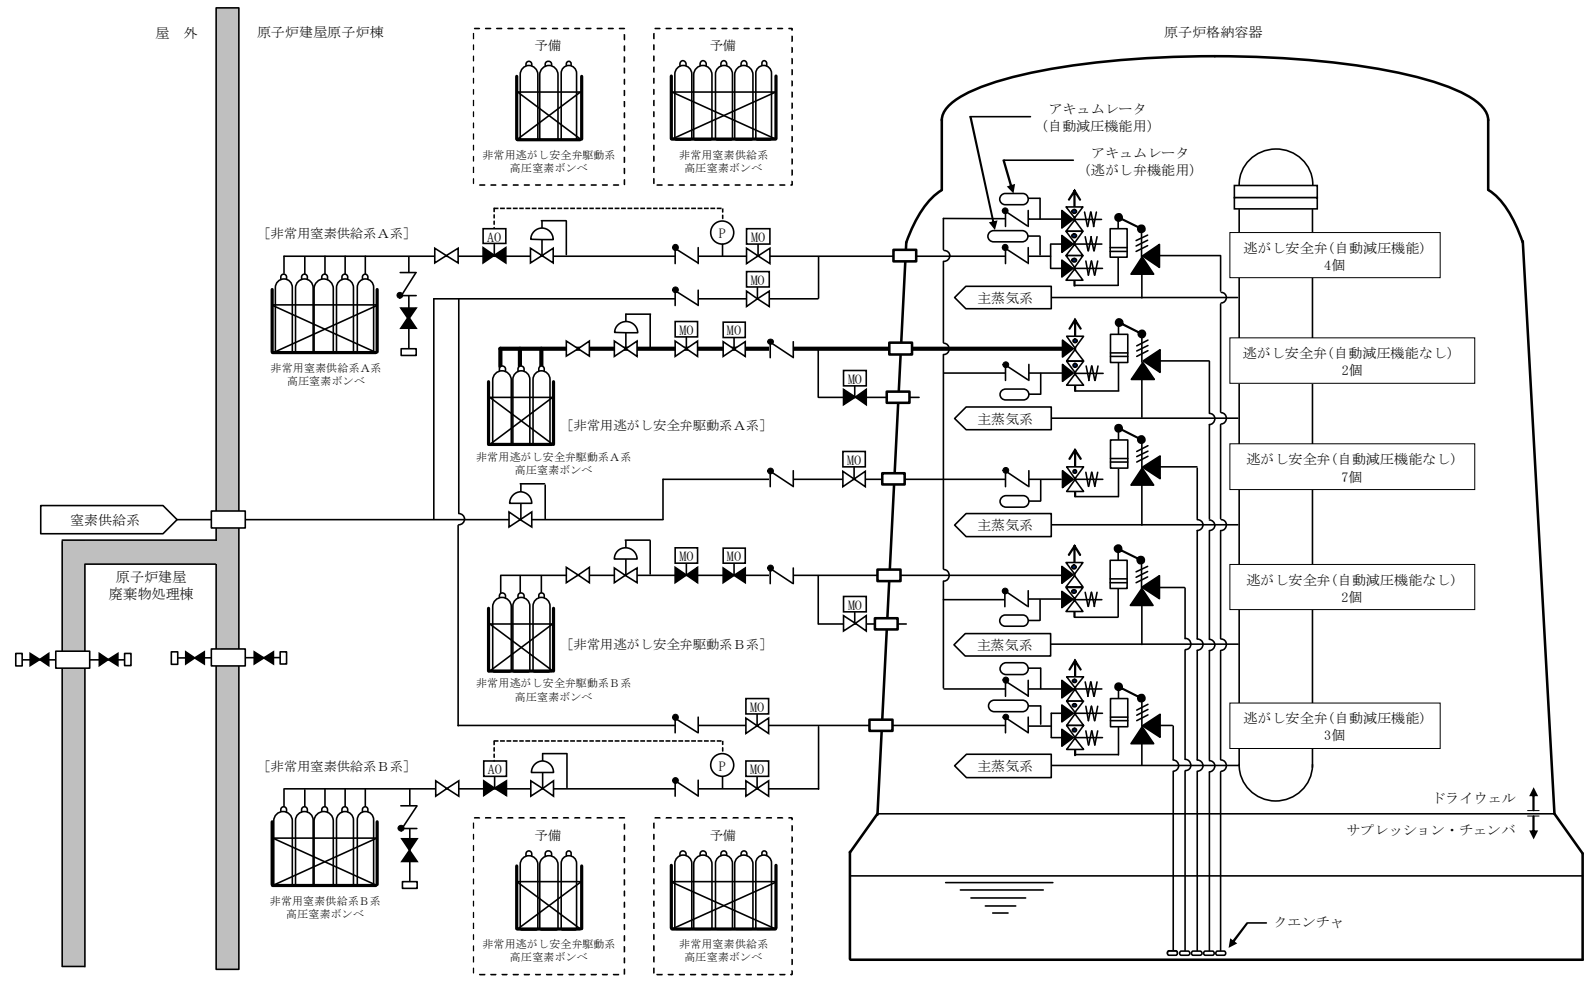 屋 外
原子炉建屋原子炉棟
予備
非常用逃がし安全弁駆動系
高圧窒素ボンベ
予備
非常用窒素供給系
高圧窒素ボンベ
原子炉格納容器
アキュムレータ
(自動減圧機能用)
アキュムレータ
(逃がし弁機能用)
[非常用窒素供給系A系]
AO
P
MO
MO
非常用窒素供給系A系
高圧窒素ボンベ
主蒸気系
逃がし安全弁(自動減圧機能)
4個
MO
MO
MO
非常用逃がし安全弁駆動系A系
高圧窒素ボンベ
[非常用逃がし安全弁駆動系A系]
主蒸気系
逃がし安全弁(自動減圧機能なし)
2個
MO
主蒸気系
逃がし安全弁(自動減圧機能なし)
7個
窒素供給系
原子炉建屋
廃棄物処理棟
MO
MO
MO
非常用逃がし安全弁駆動系B系
高圧窒素ボンベ
[非常用逃がし安全弁駆動系B系]
主蒸気系
逃がし安全弁(自動減圧機能なし)
2個
MO
[非常用窒素供給系B系]
AO
P
MO
非常用窒素供給系B系
高圧窒素ボンベ
主蒸気系
逃がし安全弁(自動減圧機能)
3個
ドライウェル
サプレッション・チェンバ
予備
非常用逃がし安全弁駆動系
高圧窒素ボンベ
予備
非常用窒素供給系
高圧窒素ボンベ
クエンチャ